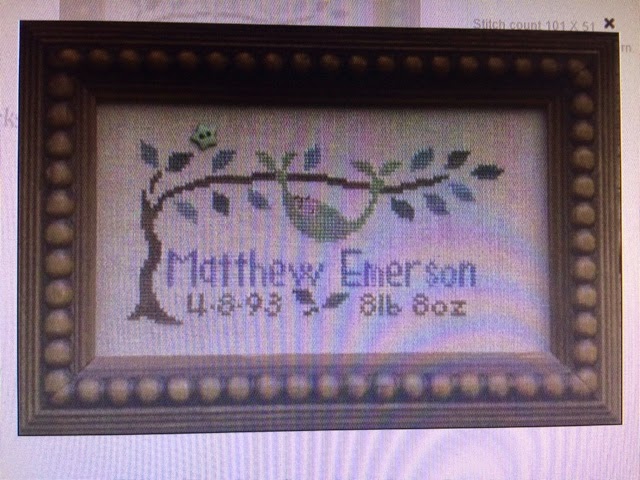 Stitch count 101 X 51
Matthew Emerson
4-8-93 8lb 8oz